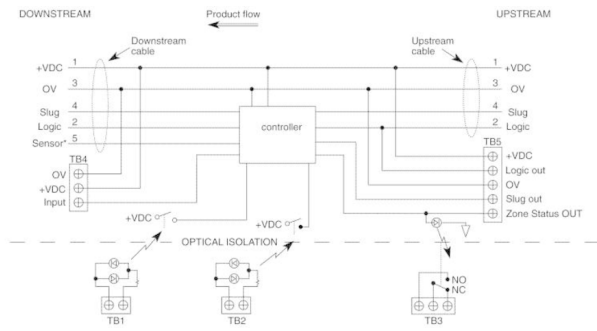 DOWNSTREAM
Product flow
UPSTREAM
Downstream
cable
Upstream
cable
+VDC 1
1 +VDC
OV 3
3 OV
Slug 4
4 Slug
Logic 2
2 Logic
Sensor* 5
controller
TB4
OV
+VDC
Input
TB5
+VDC
Logic out
OV
Slug out
Zone Status OUT
+VDC
+VDC
OPTICAL ISOLATION
NO
NC
TB1
TB2
TB3